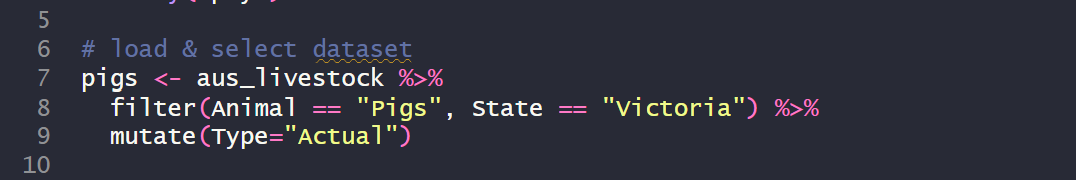 5
6 # load & select dataset
7 pigs <- aus_livestock %>%
8 filter(Animal == "Pigs", State == "Victoria") %>%
9 mutate(Type="Actual")
10